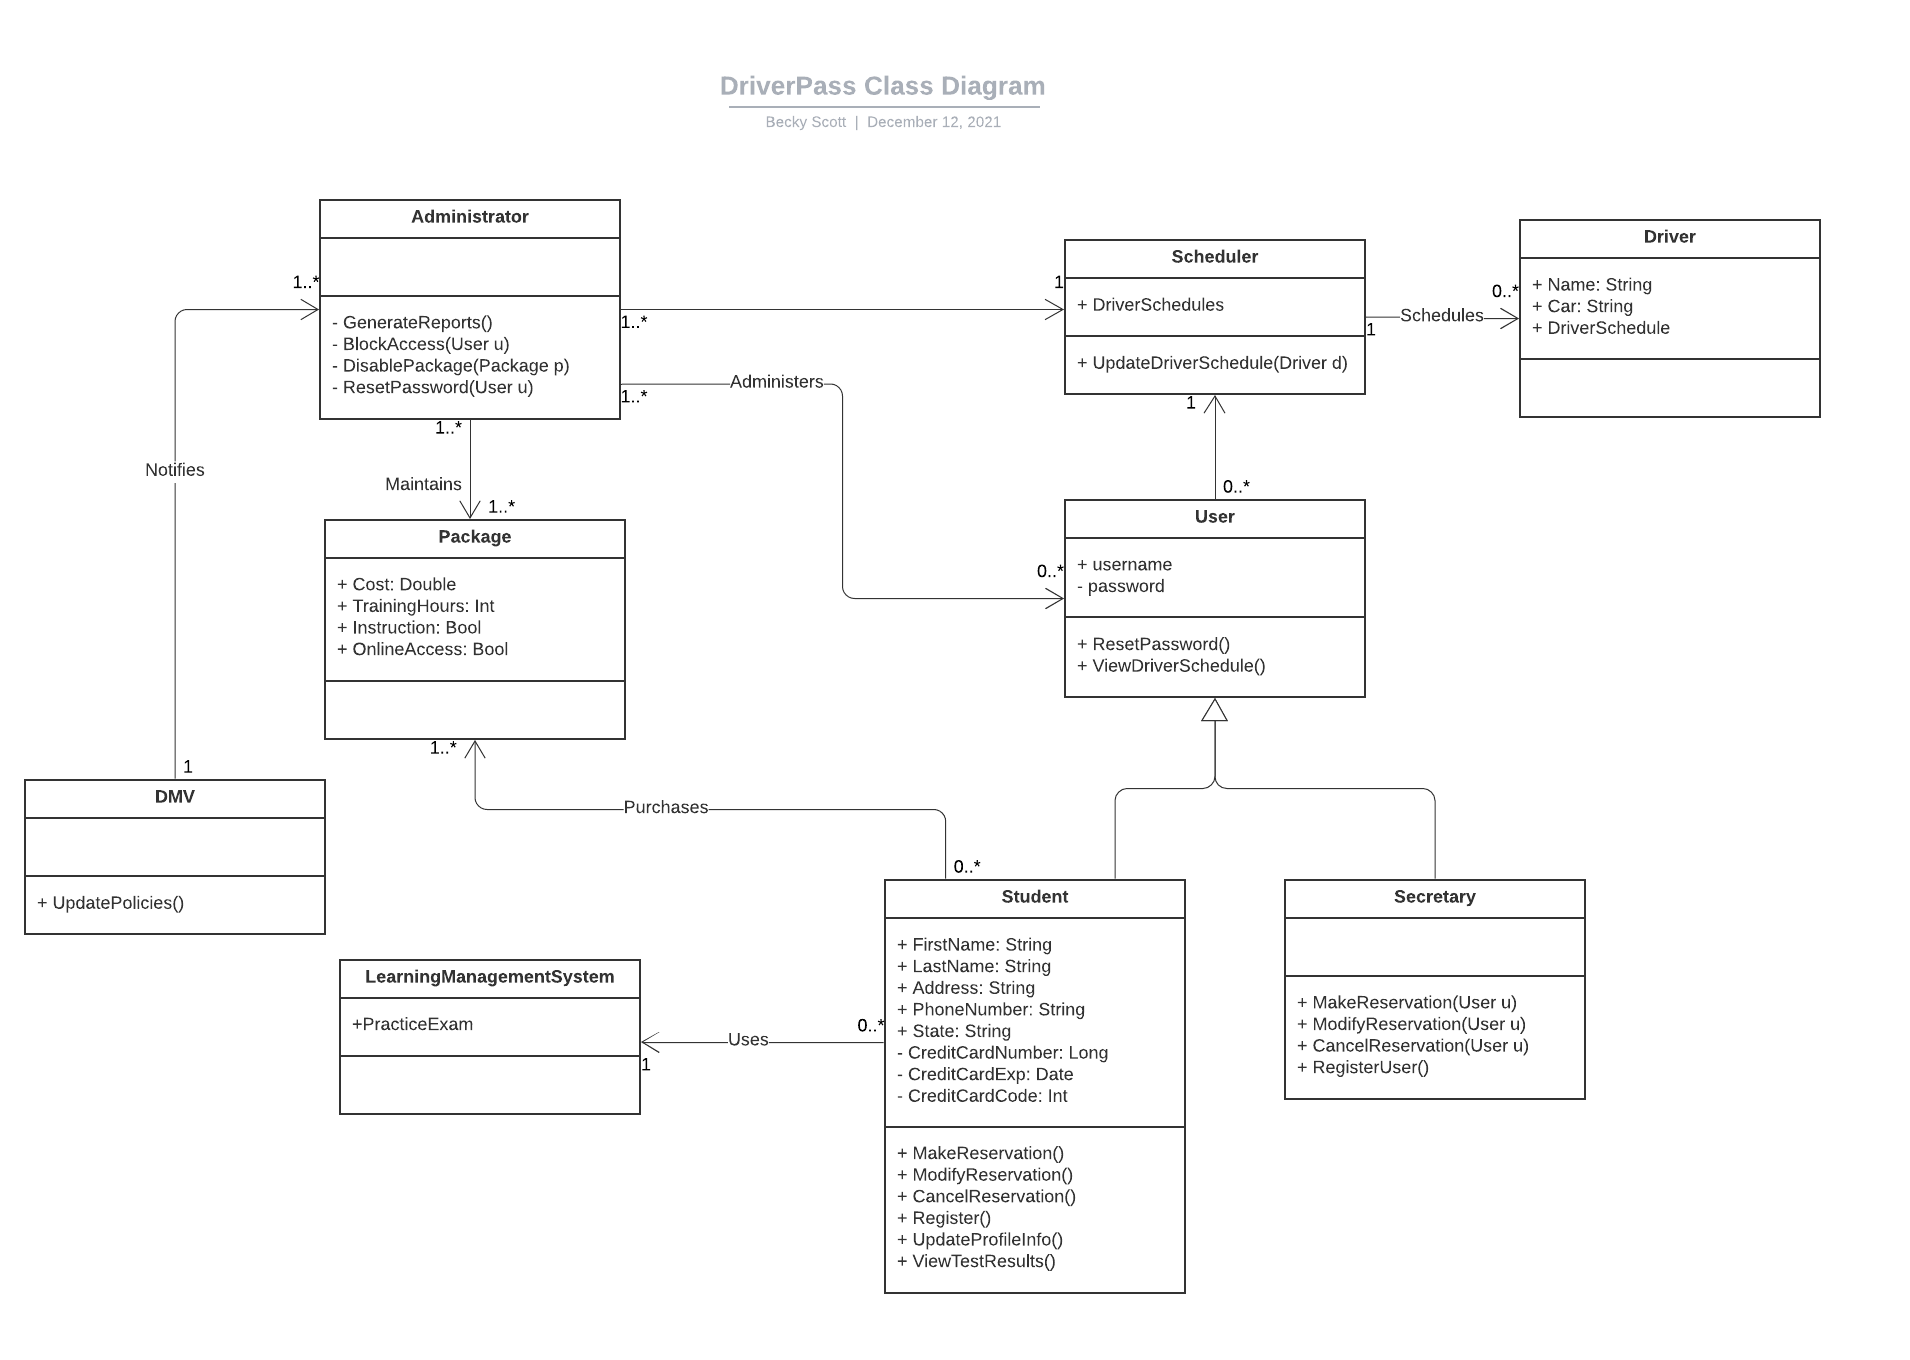 DriverPass Class Diagram
Becky Scott | December 12, 2021
Administrator
- GenerateReports()
- BlockAccess(User u)
- DisablePackage(Package p)
- ResetPassword(User u)
1..*
1..*
1
1..*
Administers
0..*
1..*
Maintains
1..*
Notifies
1
Scheduler
+ DriverSchedules
+ UpdateDriverSchedule(Driver d)
1
Schedules
0..*
Driver
+ Name: String
+ Car: String
+ DriverSchedule
1
0..*
User
+ username
- password
+ ResetPassword()
+ ViewDriverSchedule()
Package
+ Cost: Double
+ TrainingHours: Int
+ Instruction: Bool
+ OnlineAccess: Bool
1..*
Purchases
0..*
DMV
+ UpdatePolicies()
LearningManagementSystem
+PracticeExam
1
Uses
0..*
Student
+ FirstName: String
+ LastName: String
+ Address: String
+ PhoneNumber: String
+ State: String
- CreditCardNumber: Long
- CreditCardExp: Date
- CreditCardCode: Int
+ MakeReservation()
+ ModifyReservation()
+ CancelReservation()
+ Register()
+ UpdateProfileInfo()
+ ViewTestResults()
Secretary
+ MakeReservation(User u)
+ ModifyReservation(User u)
+ CancelReservation(User u)
+ RegisterUser()